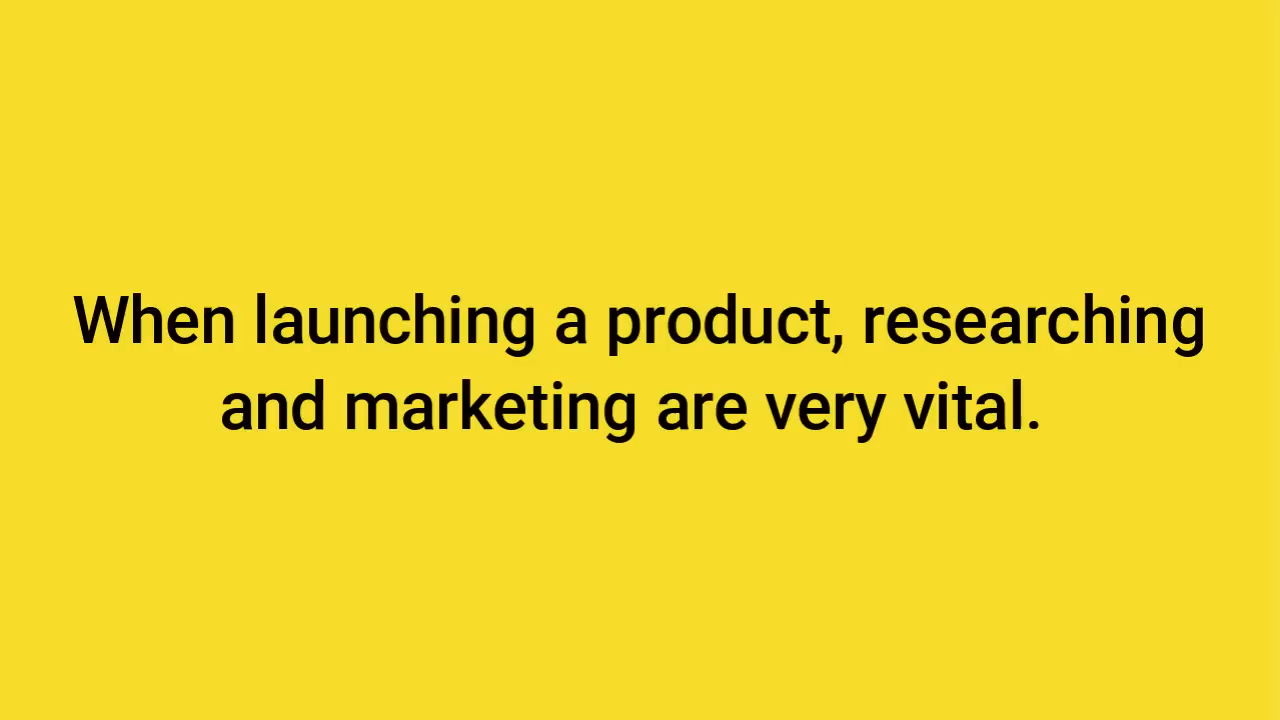 When launching a product, researching
and marketing are very vital.